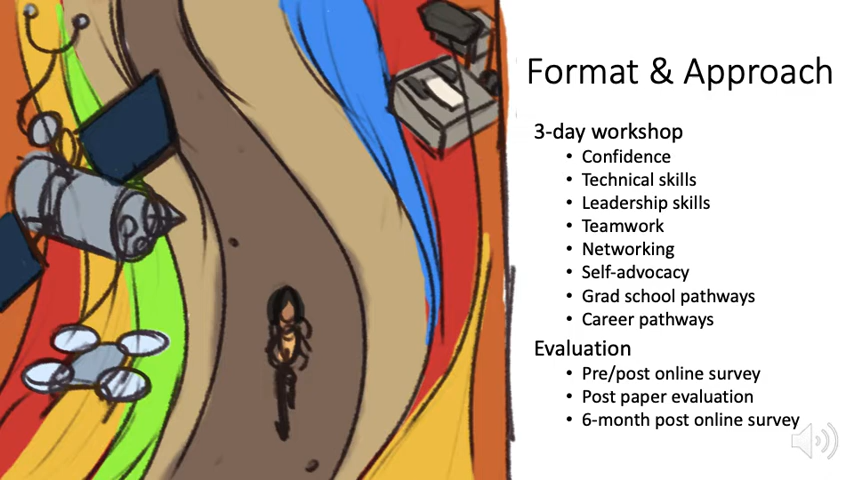 Format & Approach
3-day workshop
• Confidence
• Technical skills
• Leadership skills
• Teamwork
• Networking
• Self-advocacy
• Grad school pathways
• Career pathways
Evaluation
• Pre/post online survey
• Post paper evaluation
• 6-month post online survey